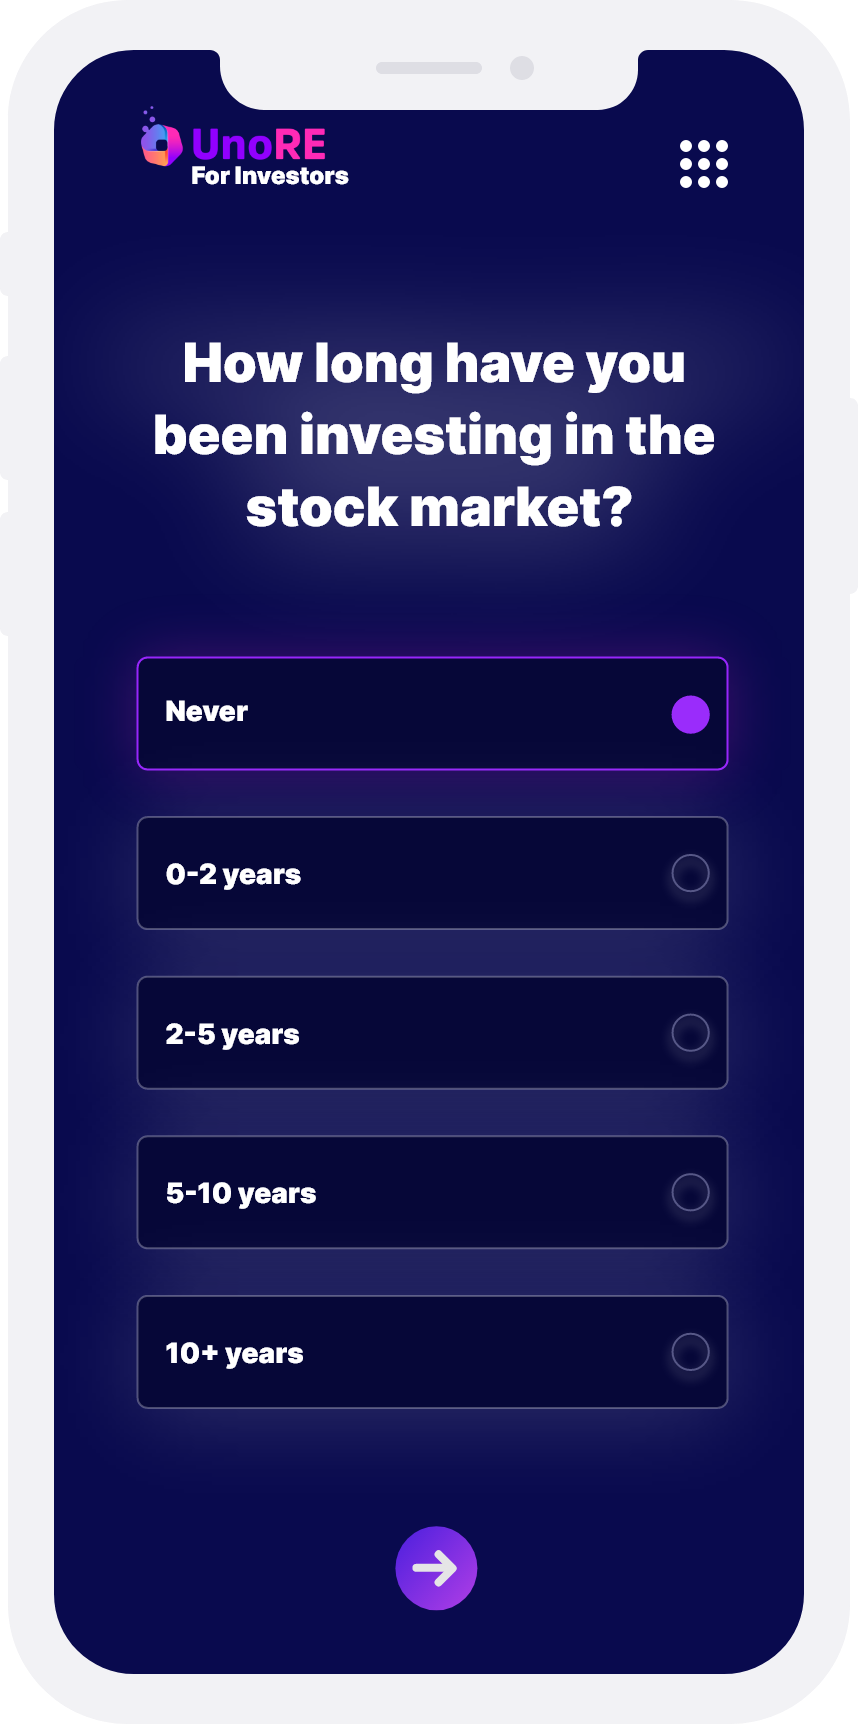 UnoRE
For Investors
How long have you
been investing in the
stock market?
Never
0-2 years
2-5 years
5-10 years
10+ years